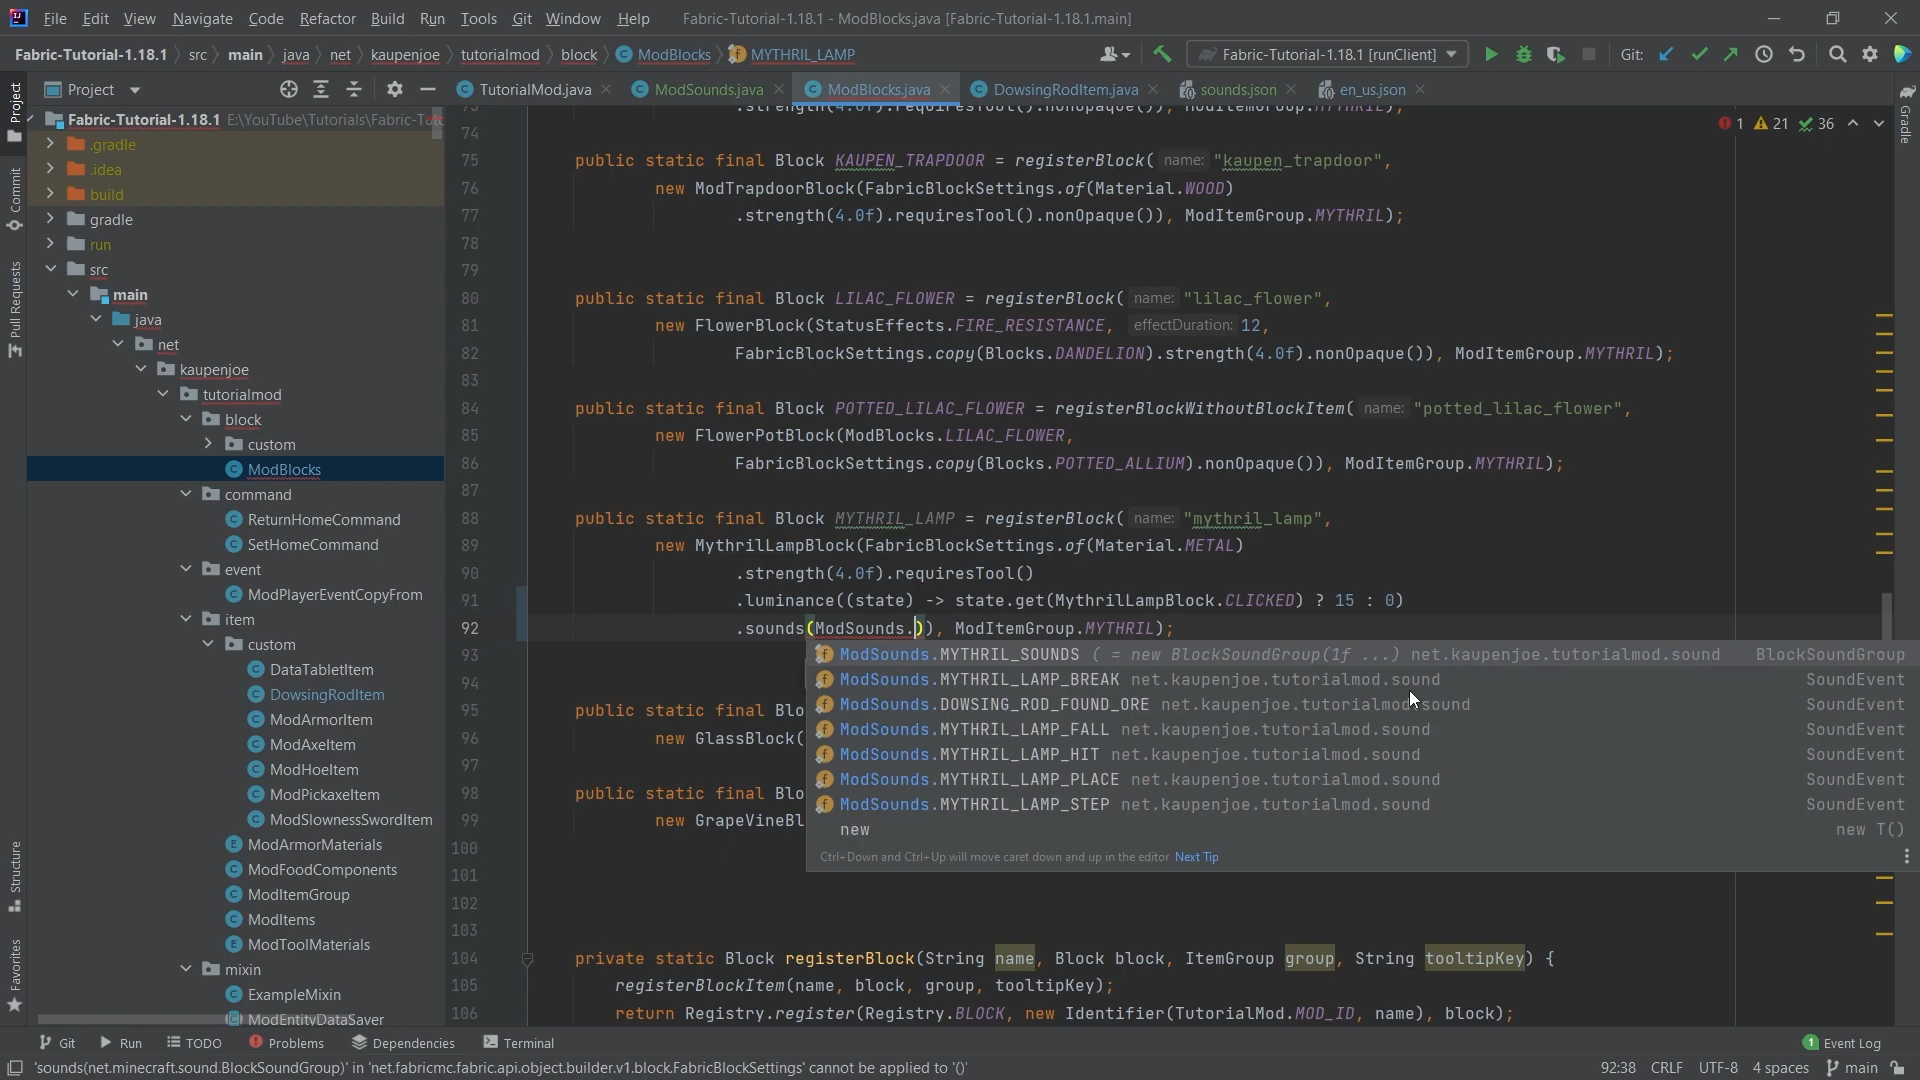 File Edit View Navigate Code Refactor Build Run Tools Git Window Help Fabric-Tutorial-1.18.1 - ModBlocks.java [Fabric-Tutorial-1.18.1.main]
Fabric-Tutorial-1.18.1 src main java net kaupenjoe tutorialmod block ModBlocks MYTHRIL_LAMP Fabric-Tutorial-1.18.1 [runClient] Git:
Project TutorialMod.java ModSounds.java ModBlocks.java DowsingRodItem.java sounds.json en_us.json
Project
Commit
Pull Requests
Structure
Favorites
Gradle
Fabric-Tutorial-1.18.1 E:\YouTube\Tutorials\Fabric-Tuto
.gradle
.idea
build
gradle
run
src
main
java
net
kaupenjoe
tutorialmod
block
custom
ModBlocks
command
ReturnHomeCommand
SetHomeCommand
event
ModPlayerEventCopyFrom
item
custom
DataTabletItem
DowsingRodItem
ModArmorItem
ModAxeItem
ModHoeItem
ModPickaxeItem
ModSlownessSwordItem
ModArmorMaterials
ModFoodComponents
ModItemGroup
ModItems
ModToolMaterials
mixin
ExampleMixin
ModEntityDataSaver
1 21 36
73 .strength(4.0f).requiresTool().nonOpaque()), ModItemGroup.MYTHRIL);
74
75 public static final Block KAUPEN_TRAPDOOR = registerBlock( name: "kaupen_trapdoor",
76 new ModTrapdoorBlock(FabricBlockSettings.of(Material.WOOD)
77 .strength(4.0f).requiresTool().nonOpaque()), ModItemGroup.MYTHRIL);
78
79
80 public static final Block LILAC_FLOWER = registerBlock( name: "lilac_flower",
81 new FlowerBlock(StatusEffects.FIRE_RESISTANCE, effectDuration: 12,
82 FabricBlockSettings.copy(Blocks.DANDELION).strength(4.0f).nonOpaque()), ModItemGroup.MYTHRIL);
83
84 public static final Block POTTED_LILAC_FLOWER = registerBlockWithoutBlockItem( name: "potted_lilac_flower",
85 new FlowerPotBlock(ModBlocks.LILAC_FLOWER,
86 FabricBlockSettings.copy(Blocks.POTTED_ALLIUM).nonOpaque()), ModItemGroup.MYTHRIL);
87
88 public static final Block MYTHRIL_LAMP = registerBlock( name: "mythril_lamp",
89 new MythrilLampBlock(FabricBlockSettings.of(Material.METAL)
90 .strength(4.0f).requiresTool()
91 .luminance((state) -> state.get(MythrilLampBlock.CLICKED) ? 15 : 0)
92 .sounds(ModSounds.)), ModItemGroup.MYTHRIL);
93
94
95 public static final Blo
96 new GlassBlock(
97
98 public static final Blo
99 new GrapeVineBl
100
101
102
103
104 private static Block registerBlock(String name, Block block, ItemGroup group, String tooltipKey) {
105 registerBlockItem(name, block, group, tooltipKey);
106 return Registry.register(Registry.BLOCK, new Identifier(TutorialMod.MOD_ID, name), block);
ModSounds.MYTHRIL_SOUNDS ( = new BlockSoundGroup(1f ...) net.kaupenjoe.tutorialmod.sound BlockSoundGroup
ModSounds.MYTHRIL_LAMP_BREAK net.kaupenjoe.tutorialmod.sound SoundEvent
ModSounds.DOWSING_ROD_FOUND_ORE net.kaupenjoe.tutorialmod.sound SoundEvent
ModSounds.MYTHRIL_LAMP_FALL net.kaupenjoe.tutorialmod.sound SoundEvent
ModSounds.MYTHRIL_LAMP_HIT net.kaupenjoe.tutorialmod.sound SoundEvent
ModSounds.MYTHRIL_LAMP_PLACE net.kaupenjoe.tutorialmod.sound SoundEvent
ModSounds.MYTHRIL_LAMP_STEP net.kaupenjoe.tutorialmod.sound SoundEvent
new new T()
Ctrl+Down and Ctrl+Up will move caret down and up in the editor Next Tip
Git Run TODO Problems Dependencies Terminal 1 Event Log
'sounds(net.minecraft.sound.BlockSoundGroup)' in 'net.fabricmc.fabric.api.object.builder.v1.block.FabricBlockSettings' cannot be applied to '()' 92:38 CRLF UTF-8 4 spaces main